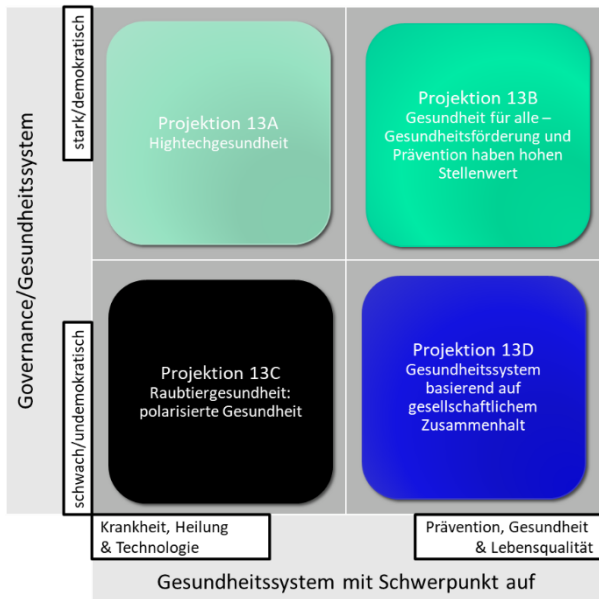 Governance/Gesundheitssystem
stark/demokratisch
schwach/undemokratisch
Projektion 13A
Hightechgesundheit
Projektion 13B
Gesundheit für alle –
Gesundheitsförderung und
Prävention haben hohen
Stellenwert
Projektion 13C
Raubtiergesundheit:
polarisierte Gesundheit
Projektion 13D
Gesundheitssystem
basierend auf
gesellschaftlichem
Zusammenhalt
Krankheit, Heilung
& Technologie
Prävention, Gesundheit
& Lebensqualität
Gesundheitssystem mit Schwerpunkt auf